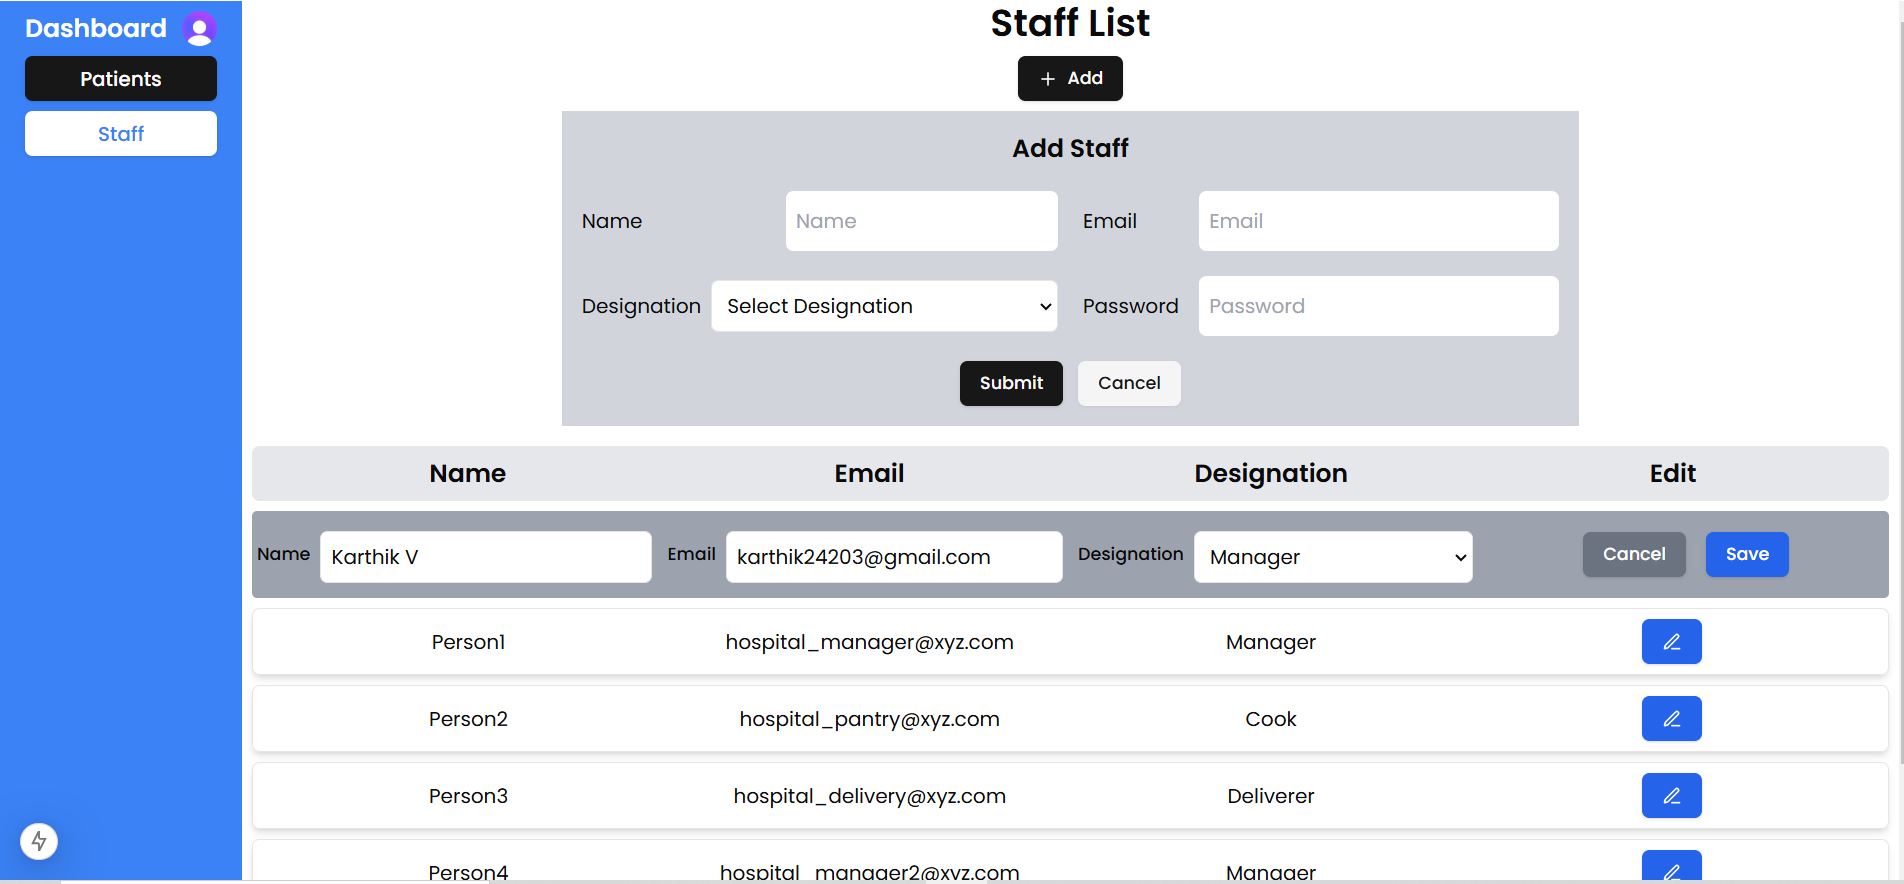 Dashboard
Patients
Staff
Staff List
+ Add
Add Staff
Name Name Email Email
Designation Select Designation Password Password
Submit Cancel
Name Email Designation Edit
Name Karthik V Email karthik24203@gmail.com Designation Manager Cancel Save
Person1 hospital_manager@xyz.com Manager
Person2 hospital_pantry@xyz.com Cook
Person3 hospital_delivery@xyz.com Deliverer
Person4 hospital_manager2@xyz.com Manager